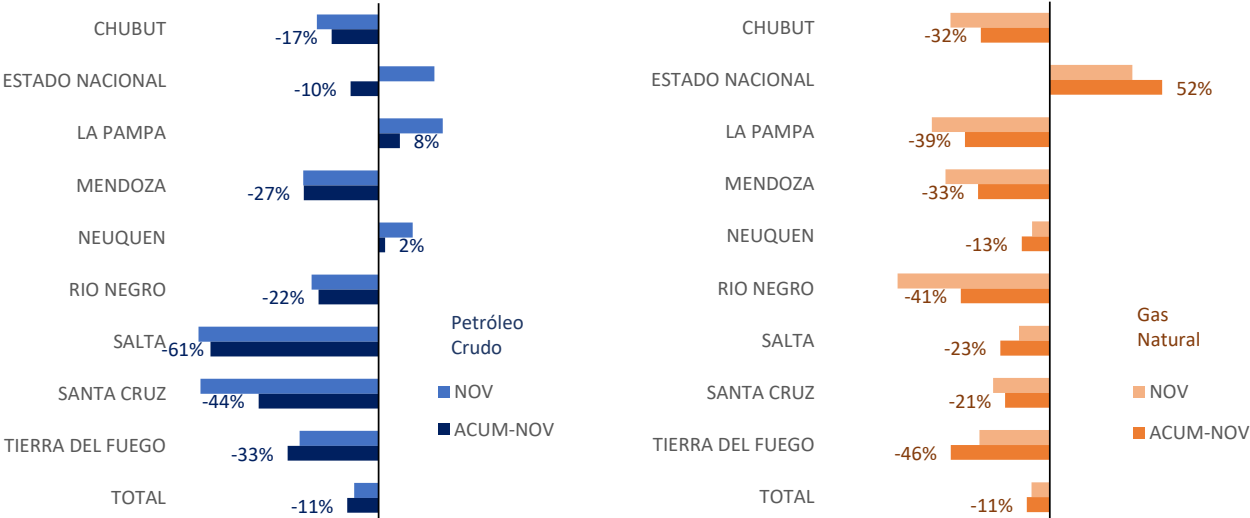 CHUBUT
-17%
ESTADO NACIONAL
-10%
LA PAMPA
8%
MENDOZA
-27%
NEUQUEN
2%
RIO NEGRO
-22%
SALTA
-61%
SANTA CRUZ
-44%
TIERRA DEL FUEGO
-33%
TOTAL
-11%
Petróleo
Crudo
NOV
ACUM-NOV
CHUBUT
-32%
ESTADO NACIONAL
52%
LA PAMPA
-39%
MENDOZA
-33%
NEUQUEN
-13%
RIO NEGRO
-41%
SALTA
-23%
SANTA CRUZ
-21%
TIERRA DEL FUEGO
-46%
TOTAL
-11%
Gas
Natural
NOV
ACUM-NOV